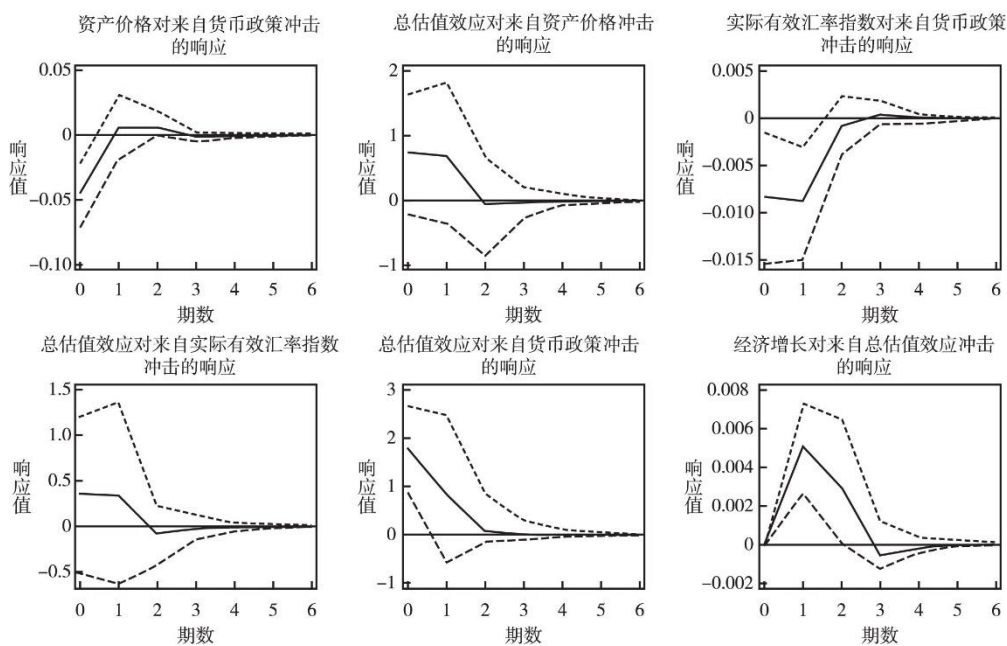 资产价格对来自货币政策冲击
的响应
响应值
0.05
0
−0.05
−0.10
0 1 2 3 4 5 6
期数
总估值效应对来自资产价格冲击
的响应
响应值
2
1
0
−1
0 1 2 3 4 5 6
期数
实际有效汇率指数对来自货币政策
冲击的响应
响应值
0.005
0
−0.005
−0.010
−0.015
0 1 2 3 4 5 6
期数
总估值效应对来自实际有效汇率指数
冲击的响应
响应值
1.5
1.0
0.5
0
−0.5
0 1 2 3 4 5 6
期数
总估值效应对来自货币政策冲击
的响应
响应值
3
2
1
0
−1
0 1 2 3 4 5 6
期数
经济增长对来自总估值效应冲击
的响应
响应值
0.008
0.006
0.004
0.002
0
−0.002
0 1 2 3 4 5 6
期数